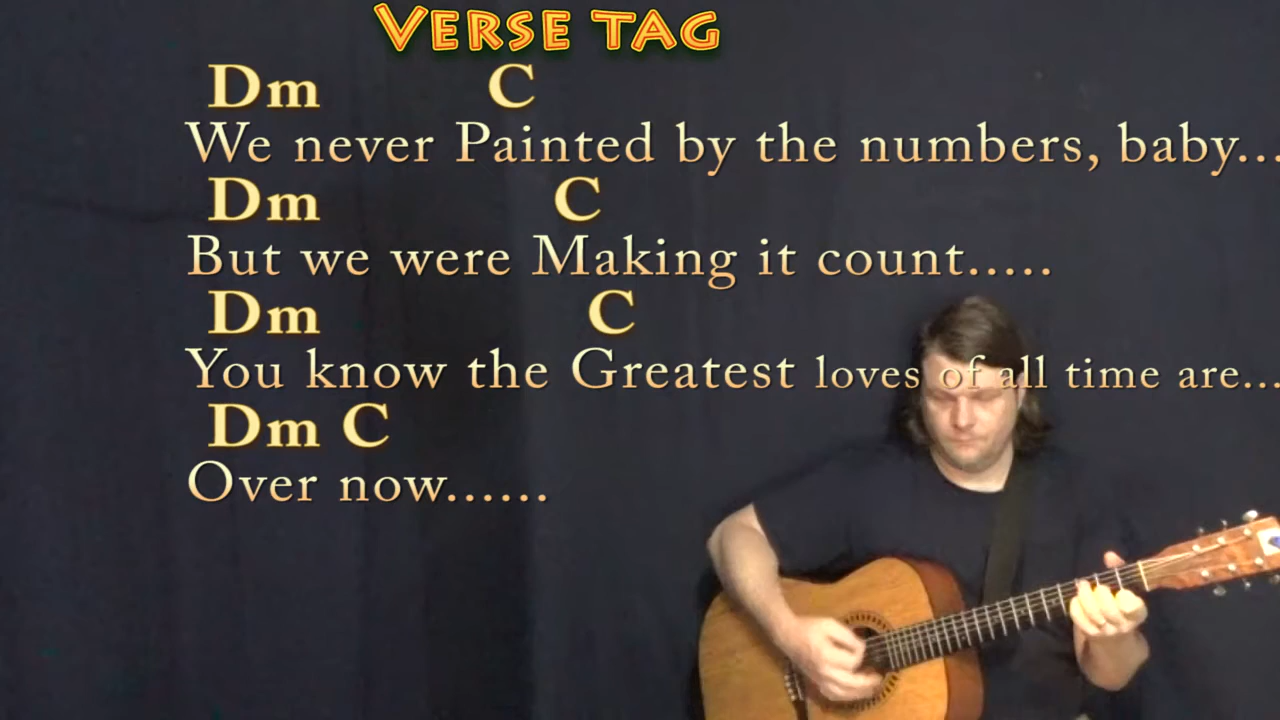 VERSE TAG
Dm C
We never Painted by the numbers, baby...
Dm C
But we were Making it count.....
Dm C
You know the Greatest loves of all time are...
Dm C
Over now......